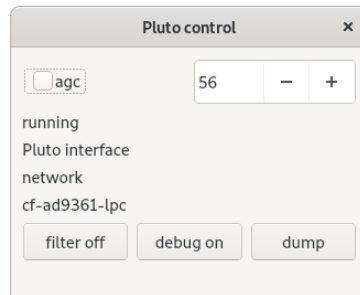 Pluto control ×
agc 56 − +
running
Pluto interface
network
cf-ad9361-lpc
filter off debug on dump